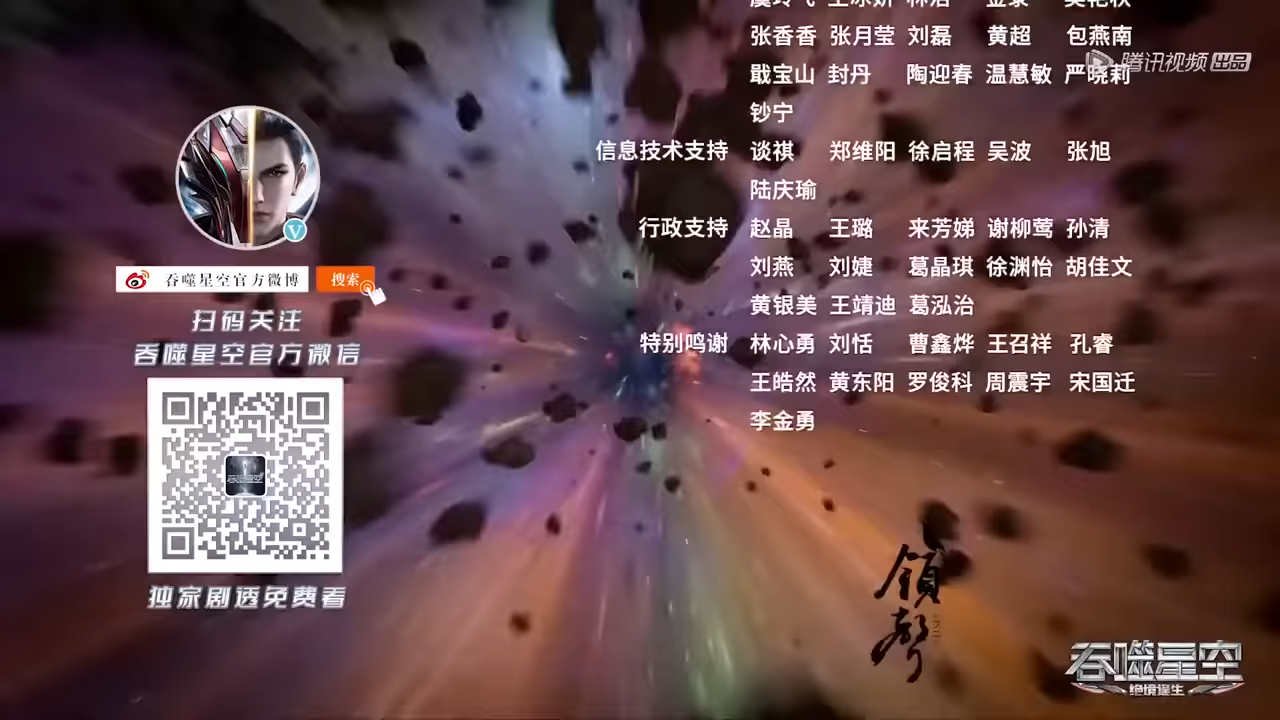 张香香 张月莹 刘磊 黄超 包燕南
腾讯视频 出品
戢宝山 封丹 陶迎春 温慧敏 严晓莉
钞宁
信息技术支持 谈祺 郑维阳 徐启程 吴波 张旭
陆庆瑜
行政支持 赵晶 王璐 来芳娣 谢柳莺 孙清
刘燕 刘婕 葛晶琪 徐渊怡 胡佳文
黄银美 王靖迪 葛泓治
特别鸣谢 林心勇 刘恬 曹鑫烨 王召祥 孔睿
王皓然 黄东阳 罗俊科 周震宇 宋国迁
李金勇
V
吞噬星空官方微博 搜索
扫码关注
吞噬星空官方微信
独家剧透免费看
吞噬星空
绝境逢生